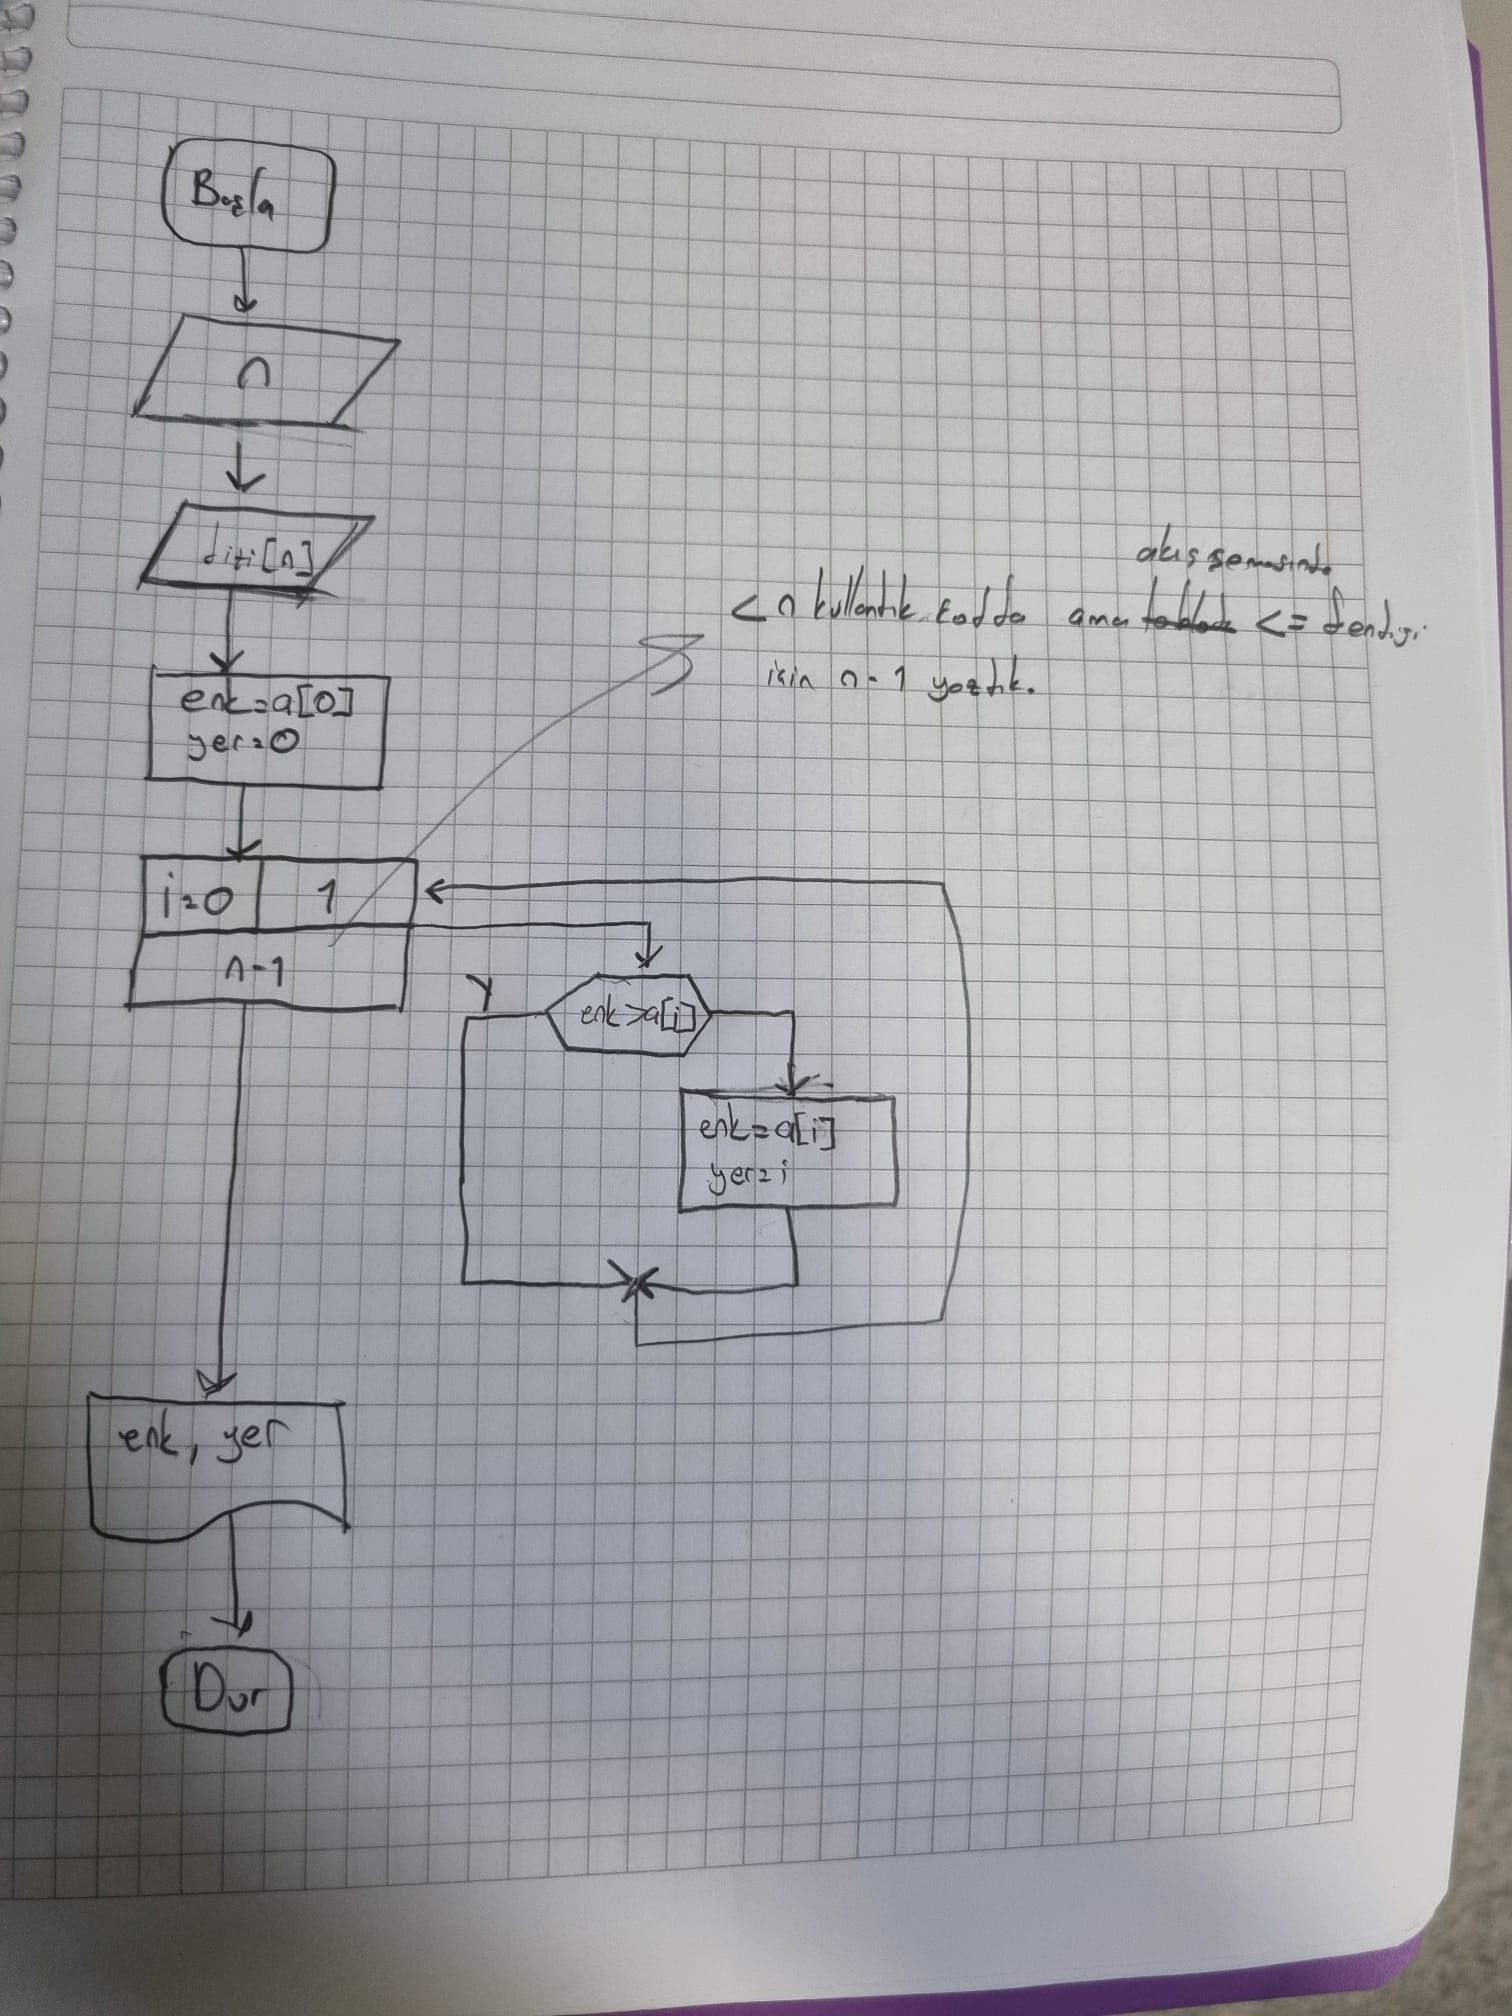 Başla
n
dizi[n]
enk=a[0]
yer=0
akış şemasında
< n kullandık kodda ama <= dendiği
için n-1 yazdık.
i=0 1
n-1
Y
enk>a[i]
enk=a[i]
yer=i
enk, yer
Dur